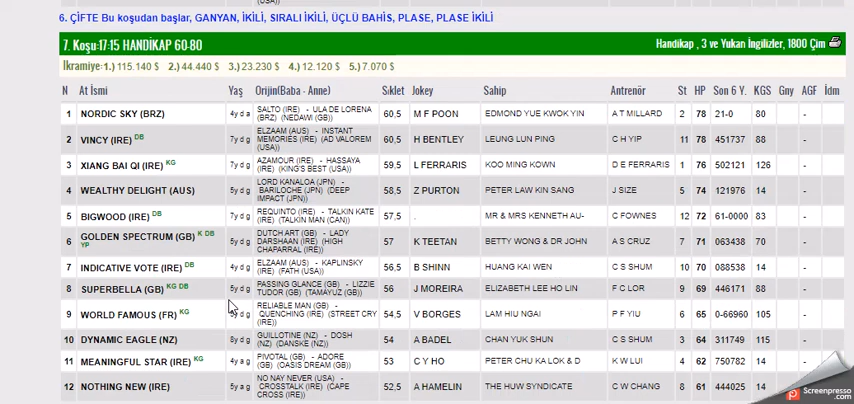 6. ÇİFTE Bu koşudan başlar, GANYAN, İKİLİ, SIRALI İKİLİ, ÜÇLÜ BAHİS, PLASE, PLASE İKİLİ
7. Koşu:17:15 HANDİKAP 60-80 Handikap , 3 ve Yukarı İngilizler, 1800 Çim
İkramiye: 1.) 115.140 $ 2.) 44.440 $ 3.) 23.230 $ 4.) 12.120 $ 5.) 7.070 $
N At İsmi Yaş Orijin(Baba - Anne) Sıklet Jokey Sahip Antrenör St HP Son 6 Y. KGS Gny AGF İdm
1 NORDIC SKY (BRZ) 4y d a SALTO (IRE) - ULA DE LORENA (BRZ) (NEDAWI (GB)) 60,5 M F POON EDMOND YUE KWOK YIN A T MILLARD 2 78 21-0 80 -
2 VINCY (IRE) DB 7y d g ELZAAM (AUS) - INSTANT MEMORIES (IRE) (AD VALOREM (USA)) 60,5 H BENTLEY LEUNG LUN PING C H YIP 11 78 451737 88 -
3 XIANG BAI QI (IRE) KG 7y d g AZAMOUR (IRE) - HASSAYA (IRE) (KING'S BEST (USA)) 59,5 L FERRARIS KOO MING KOWN D E FERRARIS 1 76 502121 126 -
4 WEALTHY DELIGHT (AUS) 5y d g LORD KANALOA (JPN) - BARILOCHE (JPN) (DEEP IMPACT (JPN)) 58,5 Z PURTON PETER LAW KIN SANG J SIZE 5 74 121976 14 -
5 BIGWOOD (IRE) DB 7y d g REQUINTO (IRE) - TALKIN KATE (IRE) (TALKIN MAN (CAN)) 57,5 . MR & MRS KENNETH AU- C FOWNES 12 72 61-0000 83 -
6 GOLDEN SPECTRUM (GB) K DB YP 5y d g DUTCH ART (GB) - LADY DARSHAAN (IRE) (HIGH CHAPARRAL (IRE)) 57 K TEETAN BETTY WONG & DR JOHN A S CRUZ 7 71 063438 70 -
7 INDICATIVE VOTE (IRE) DB 4y d g ELZAAM (AUS) - KAPLINSKY (IRE) (FATH (USA)) 56,5 B SHINN HUANG KAI WEN C S SHUM 10 70 088538 14 -
8 SUPERBELLA (GB) KG DB 5y d g PASSING GLANCE (GB) - LIZZIE TUDOR (GB) (TAMAYUZ (GB)) 56 J MOREIRA ELIZABETH LEE HO LIN F C LOR 9 69 446171 88 -
9 WORLD FAMOUS (FR) KG d g RELIABLE MAN (GB) - QUENCHING (IRE) (STREET CRY (IRE)) 54,5 V BORGES LAM HIU NGAI P F YIU 6 65 0-66960 105 -
10 DYNAMIC EAGLE (NZ) 8y d g GUILLOTINE (NZ) - DOSH (NZ) (DANSKE (NZ)) 54 A BADEL CHAN YUK SHUN C S SHUM 3 64 311749 115 -
11 MEANINGFUL STAR (IRE) KG 4y a g PIVOTAL (GB) - ADORE (GB) (OASIS DREAM (GB)) 53 C Y HO PETER CHU KA LOK & D K W LUI 4 62 750782 14 -
12 NOTHING NEW (IRE) 5y a g NO NAY NEVER (USA) - CROSSTALK (IRE) (CAPE CROSS (IRE)) 52,5 A HAMELIN THE HUW SYNDICATE C W CHANG 8 61 444025 14
Screenpresso
.com